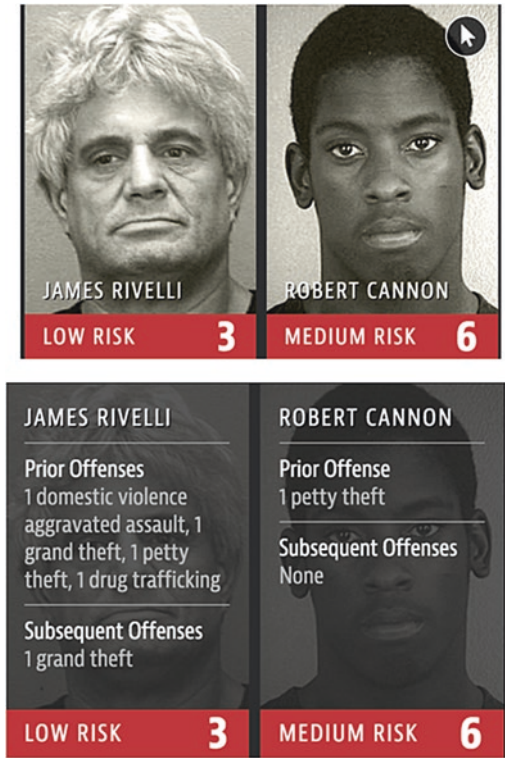 JAMES RIVELLI
ROBERT CANNON
LOW RISK 3
MEDIUM RISK 6
JAMES RIVELLI
Prior Offenses
1 domestic violence
aggravated assault, 1
grand theft, 1 petty
theft, 1 drug trafficking
Subsequent Offenses
1 grand theft
LOW RISK 3
ROBERT CANNON
Prior Offense
1 petty theft
Subsequent Offenses
None
MEDIUM RISK 6